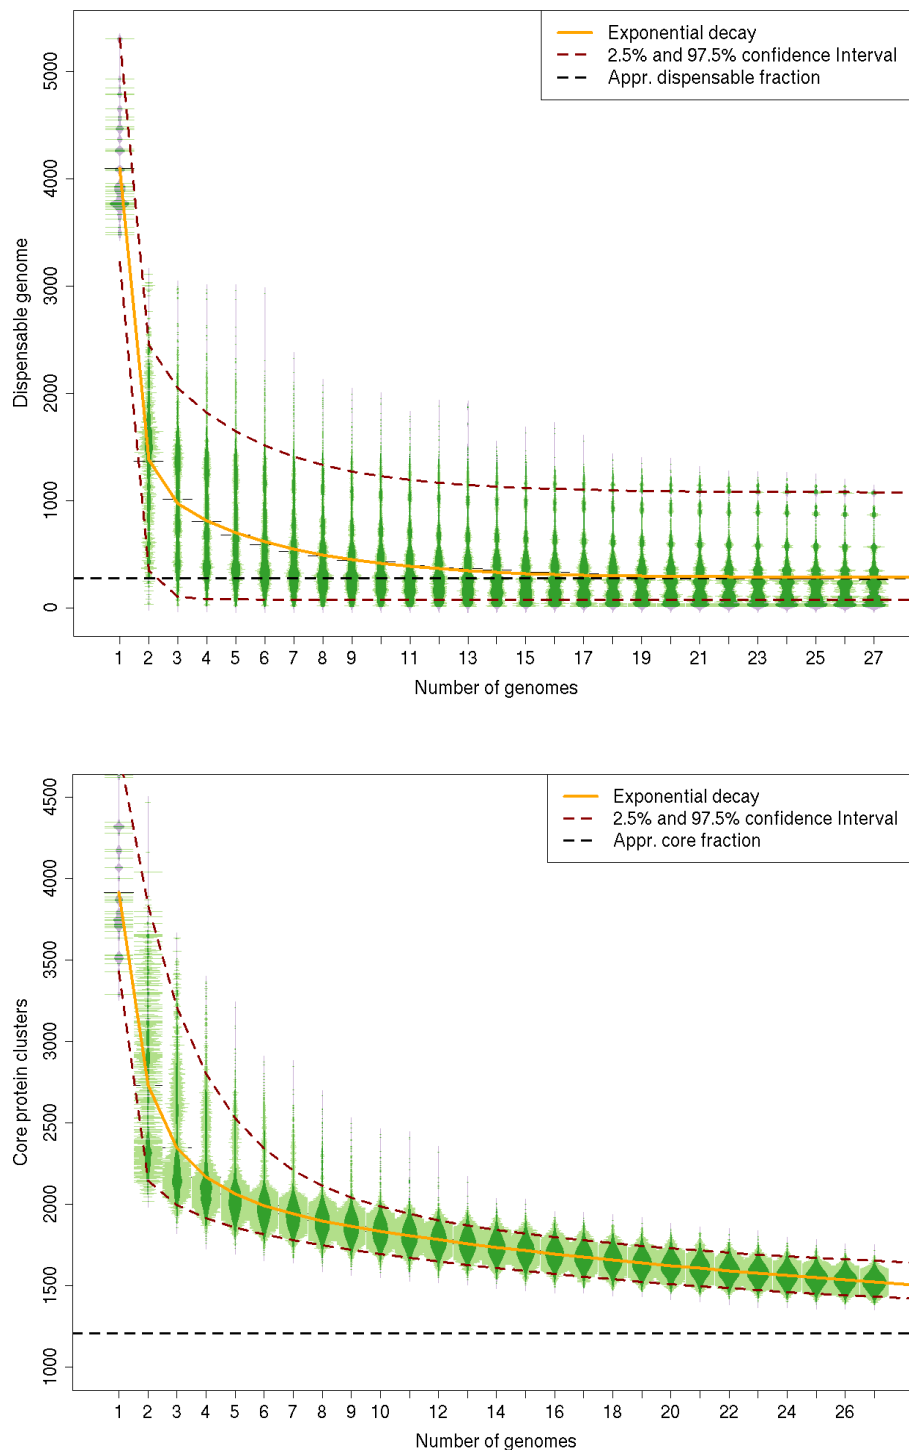 Exponential decay
2.5% and 97.5% confidence Interval
Appr. dispensable fraction
Dispensable genome
5000
4000
3000
2000
1000
0
1 2 3 4 5 6 7 8 9 11 13 15 17 19 21 23 25 27
Number of genomes
Exponential decay
2.5% and 97.5% confidence Interval
Appr. core fraction
Core protein clusters
4500
4000
3500
3000
2500
2000
1500
1000
1 2 3 4 5 6 7 8 9 10 12 14 16 18 20 22 24 26
Number of genomes